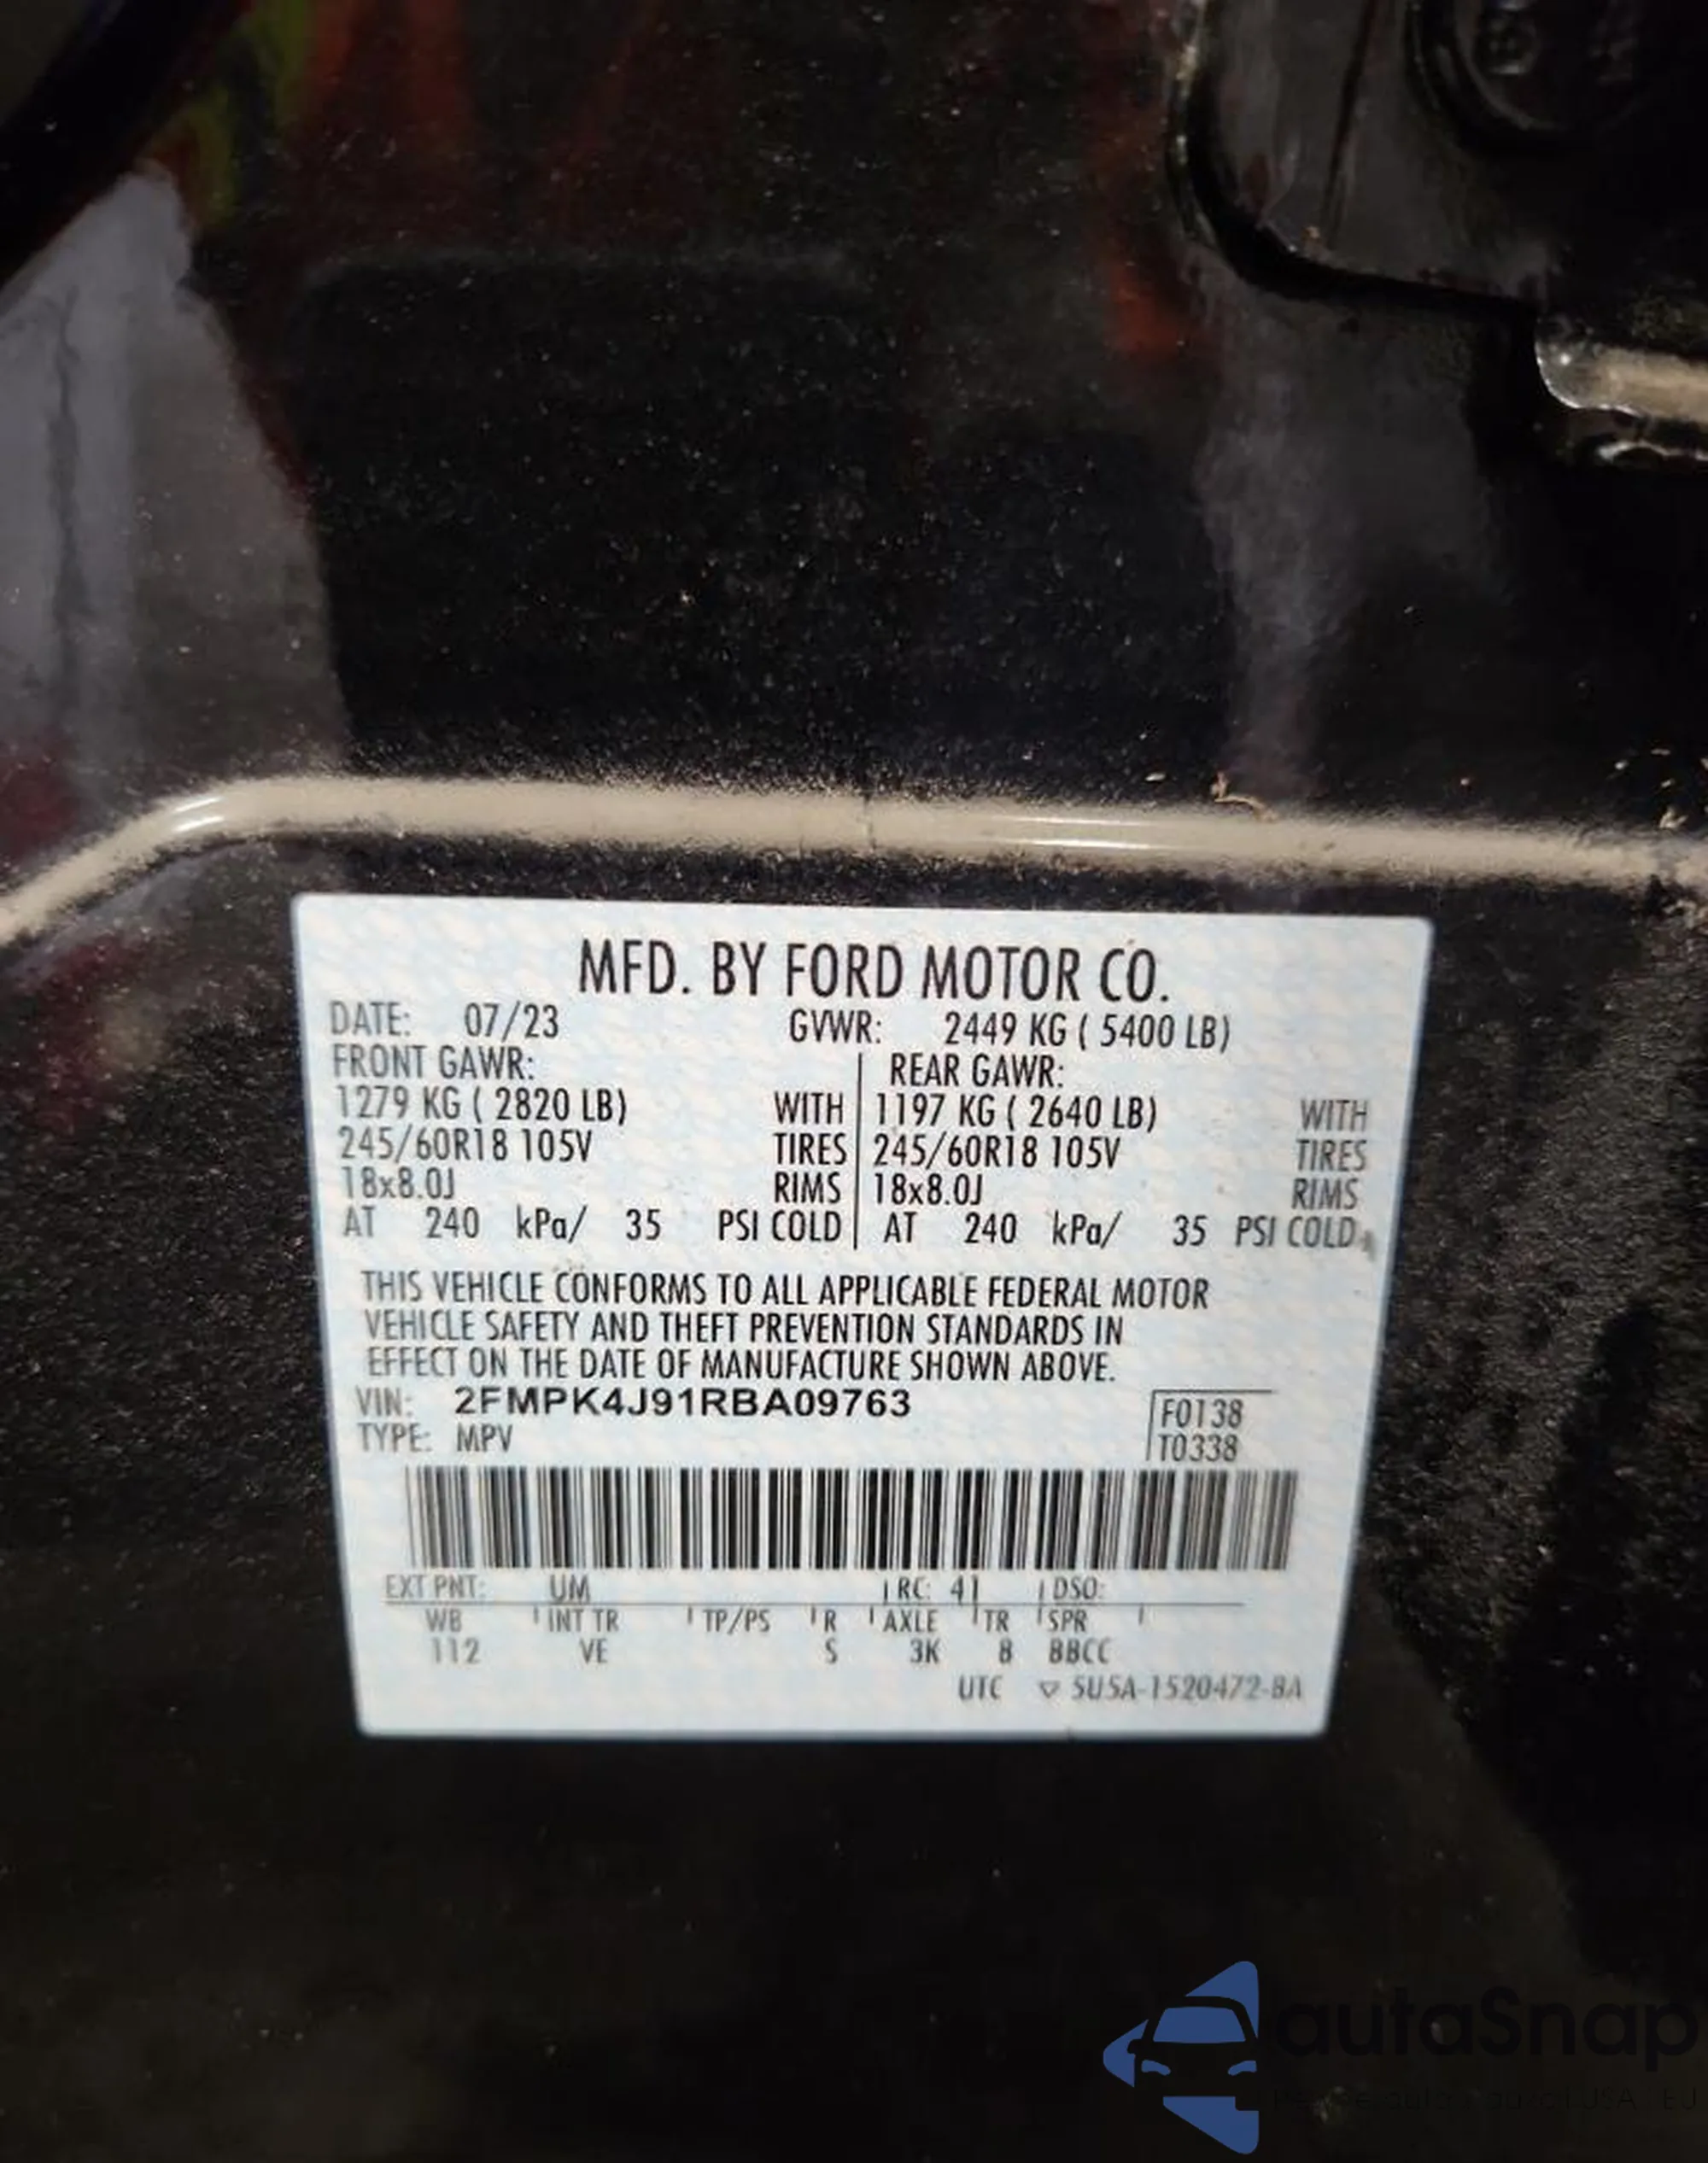 MFD. BY FORD MOTOR CO.
DATE: 07/23 GVWR: 2449 KG ( 5400 LB)
FRONT GAWR: REAR GAWR:
1279 KG ( 2820 LB) WITH 1197 KG ( 2640 LB) WITH
245/60R18 105V TIRES 245/60R18 105V TIRES
18x8.0J RIMS 18x8.0J RIMS
AT 240 kPa/ 35 PSI COLD AT 240 kPa/ 35 PSI COLD
THIS VEHICLE CONFORMS TO ALL APPLICABLE FEDERAL MOTOR
VEHICLE SAFETY AND THEFT PREVENTION STANDARDS IN
EFFECT ON THE DATE OF MANUFACTURE SHOWN ABOVE.
VIN: 2FMPK4J91RBA09763
F0138
TYPE: MPV
T0338
EXT PNT: UM RC: 41 DSO:
WB INT TR TP/PS R AXLE TR SPR
112 VE S 3K 8 BBCC
UTC ▽ 5U5A-1520472-BA
autaSnap